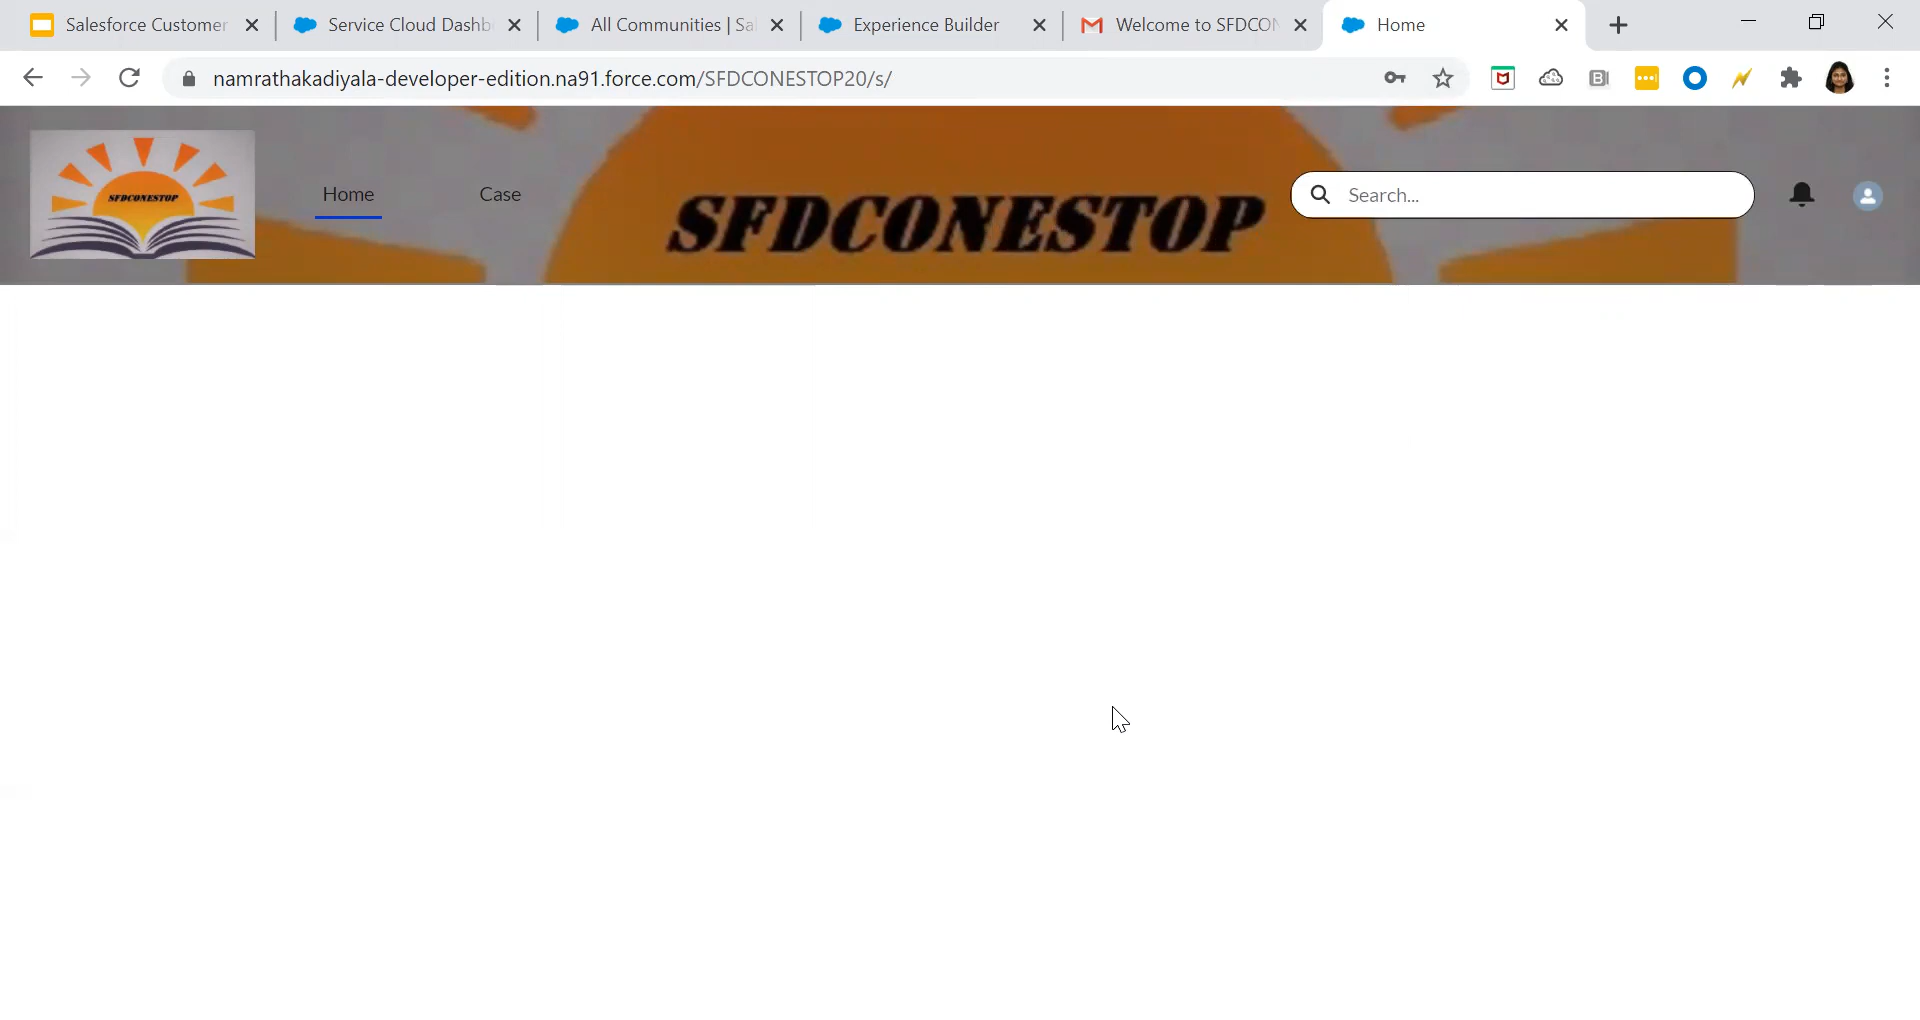 Salesforce Customer
Service Cloud Dashb
All Communities | Sa
Experience Builder
Welcome to SFDCON
Home
namrathakadiyala-developer-edition.na91.force.com/SFDCONESTOP20/s/
SFDCONESTOP
Home
Case
SFDCONESTOP
Search...